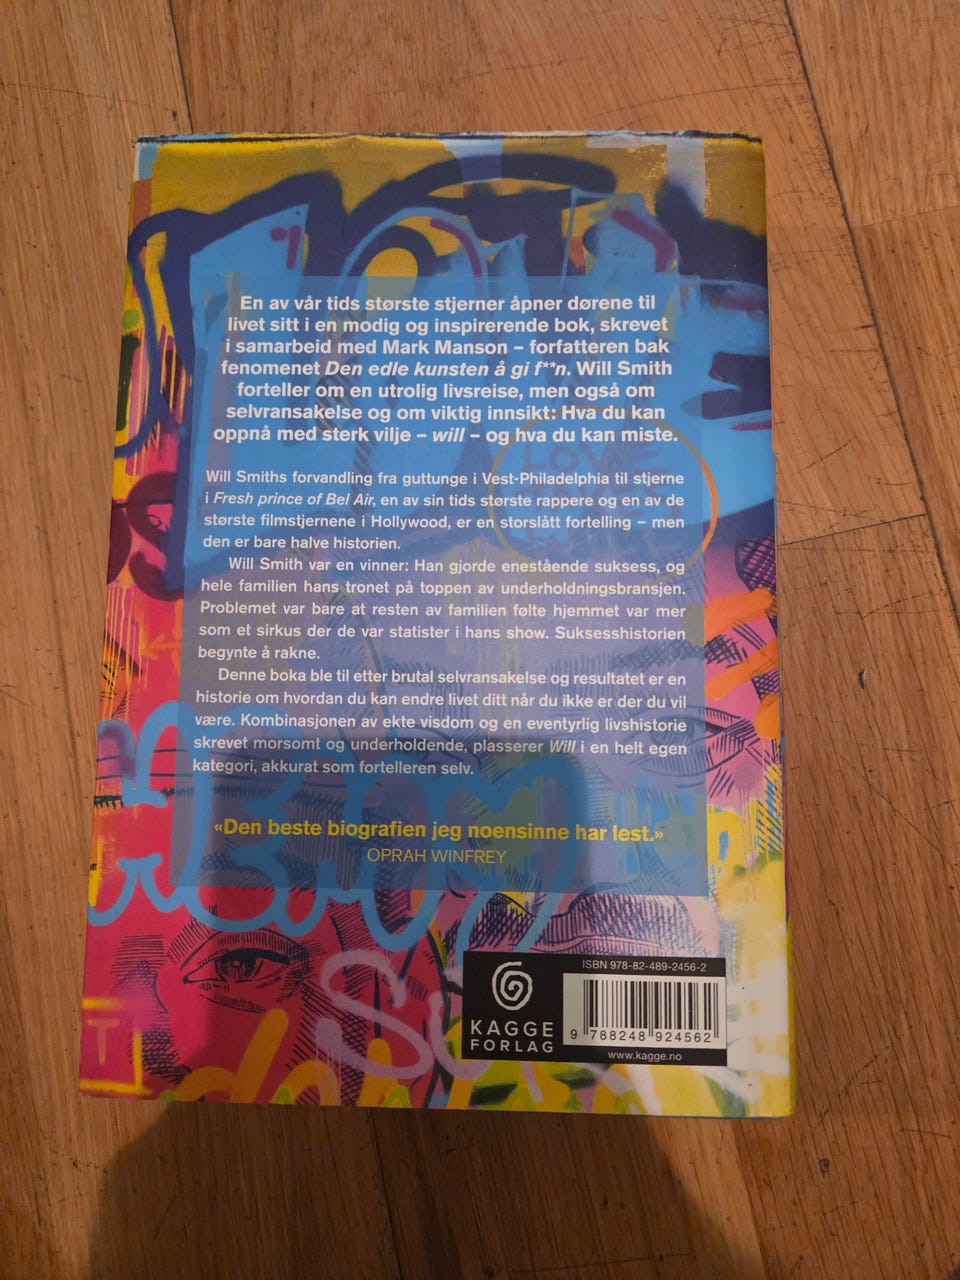 En av vår tids største stjerner åpner dørene til
livet sitt i en modig og inspirerende bok, skrevet
i samarbeid med Mark Manson – forfatteren bak
fenomenet Den edle kunsten å gi f**n. Will Smith
forteller om en utrolig livsreise, men også om
selvransakelse og om viktig innsikt: Hva du kan
oppnå med sterk vilje – will – og hva du kan miste.
Will Smiths forvandling fra guttunge i Vest-Philadelphia til stjerne
i Fresh prince of Bel Air, en av sin tids største rappere og en av de
største filmstjernene i Hollywood, er en storslått fortelling – men
den er bare halve historien.
Will Smith var en vinner: Han gjorde enestående suksess, og
hele familien hans tronet på toppen av underholdningsbransjen.
Problemet var bare at resten av familien følte hjemmet var mer
som et sirkus der de var statister i hans show. Suksesshistorien
begynte å rakne.
Denne boka ble til etter brutal selvransakelse og resultatet er en
historie om hvordan du kan endre livet ditt når du ikke er der du vil
være. Kombinasjonen av ekte visdom og en eventyrlig livshistorie
skrevet morsomt og underholdende, plasserer Will i en helt egen
kategori, akkurat som fortelleren selv.
«Den beste biografien jeg noensinne har lest.»
OPRAH WINFREY
ISBN 978-82-489-2456-2
KAGGE
FORLAG
9 788248 924562
www.kagge.no